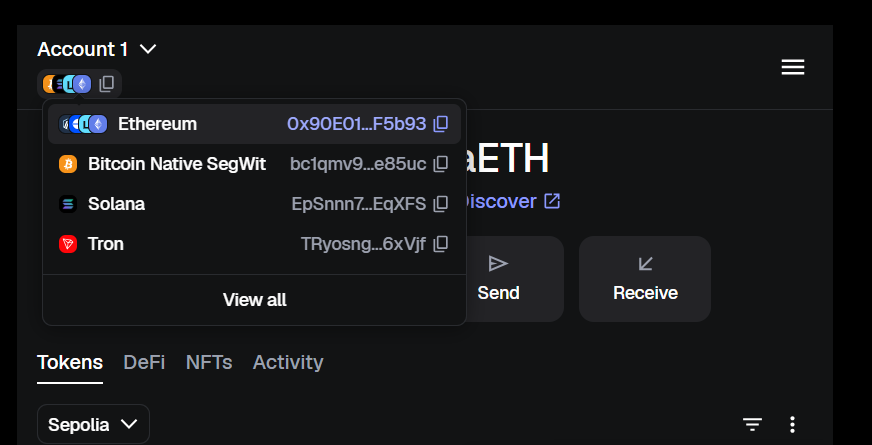 Account 1
Ethereum 0x90E01...F5b93
Bitcoin Native SegWit bc1qmv9...e85uc
Solana EpSnnn7...EqXFS
Tron TRyosng...6xVjf
View all
aETH
Discover
Send
Receive
Tokens DeFi NFTs Activity
Sepolia